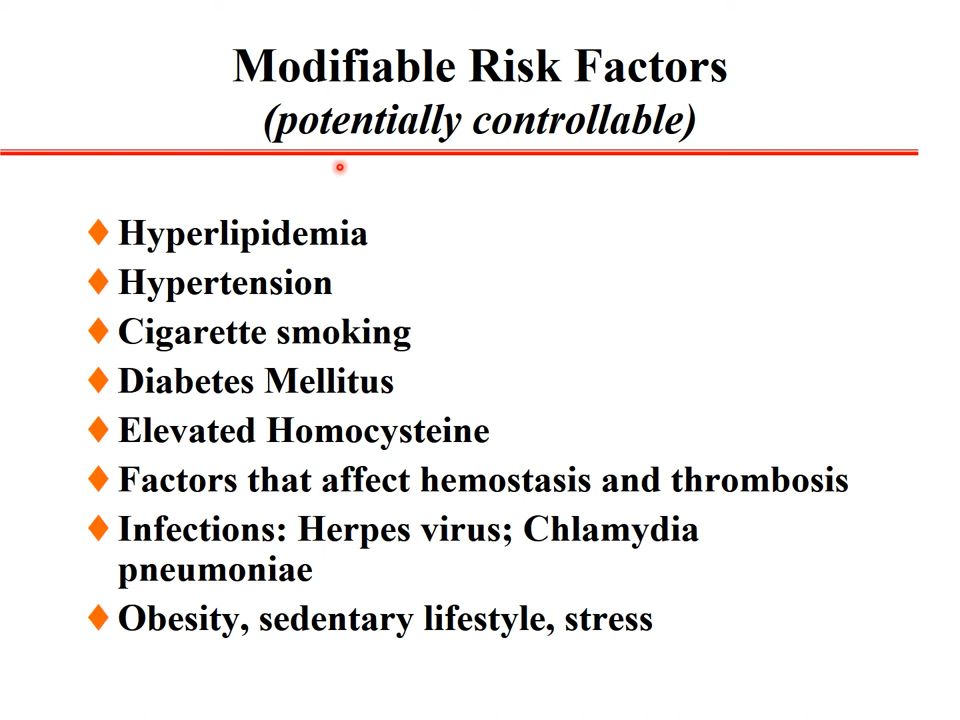 Modifiable Risk Factors
(potentially controllable)
Hyperlipidemia
Hypertension
Cigarette smoking
Diabetes Mellitus
Elevated Homocysteine
Factors that affect hemostasis and thrombosis
Infections: Herpes virus; Chlamydia
pneumoniae
Obesity, sedentary lifestyle, stress